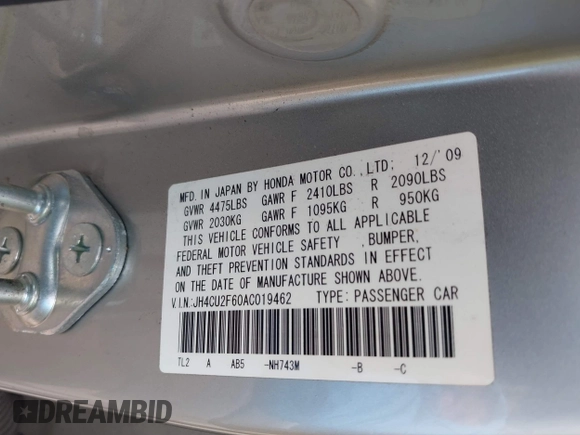 MFD. IN JAPAN BY HONDA MOTOR CO.,LTD; 12/'09
GVWR 4475LBS GAWR F 2410LBS R 2090LBS
GVWR 2030KG GAWR F 1095KG R 950KG
THIS VEHICLE CONFORMS TO ALL APPLICABLE
FEDERAL MOTOR VEHICLE SAFETY ,BUMPER,
AND THEFT PREVENTION STANDARDS IN EFFECT
ON THE DATE OF MANUFACTURE SHOWN ABOVE.
V.I.N:JH4CU2F60AC019462 TYPE: PASSENGER CAR
TL2 A AB5 -NH743M -B -C
DREAMBID